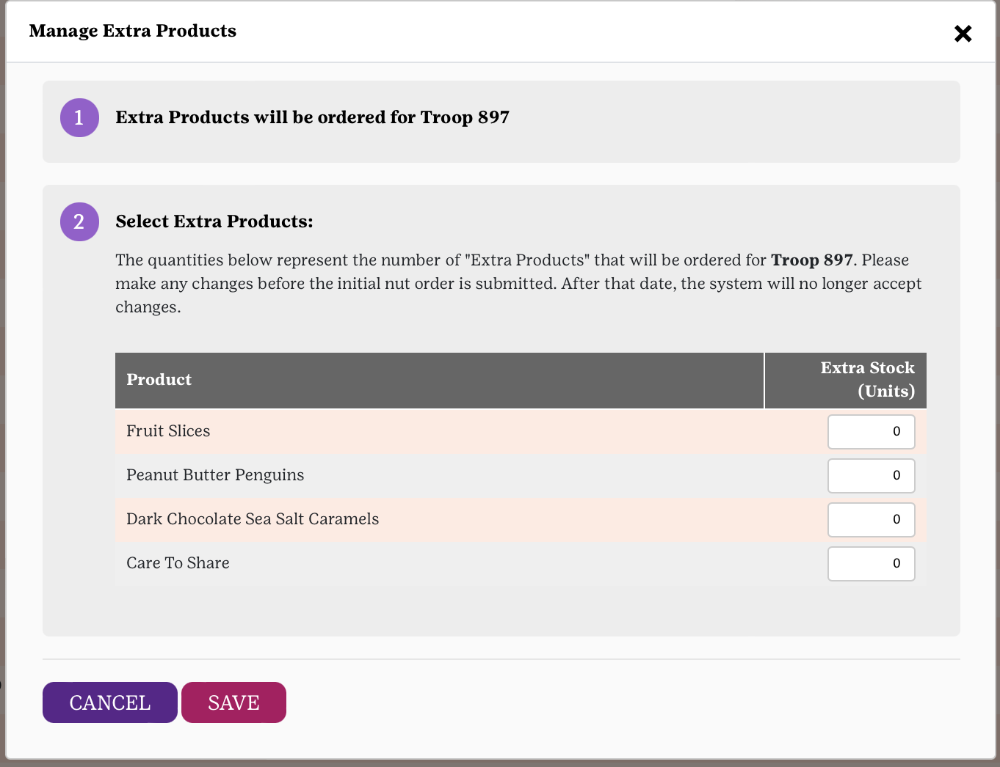 Manage Extra Products
1
Extra Products will be ordered for Troop 897
2
Select Extra Products:
The quantities below represent the number of "Extra Products" that will be ordered for Troop 897. Please
make any changes before the initial nut order is submitted. After that date, the system will no longer accept
changes.
Product
Extra Stock
(Units)
Fruit Slices 0
Peanut Butter Penguins 0
Dark Chocolate Sea Salt Caramels 0
Care To Share 0
CANCEL SAVE